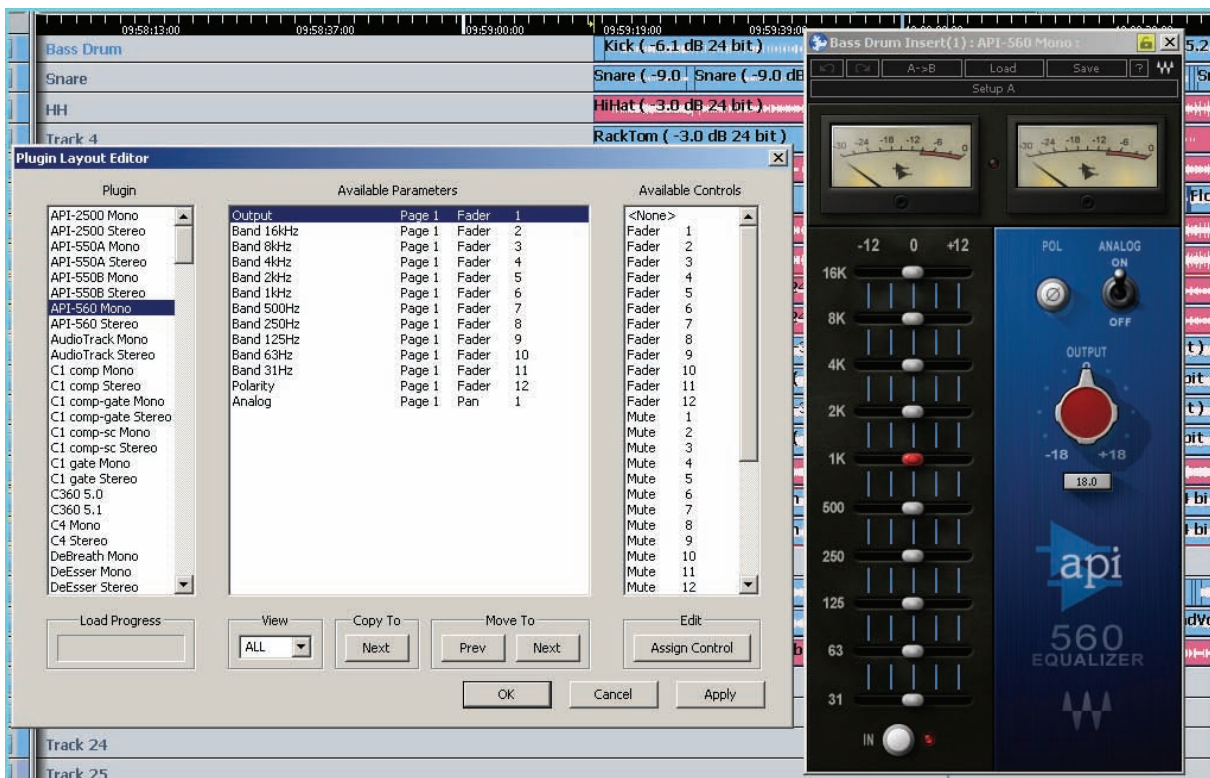 09:58:13:00 09:58:37:00 09:59:00:00 09:59:19:00 09:59:39:0
Bass Drum
Kick ( -6.1 dB 24 bit )
5.2
Snare
Snare ( -9.0 Snare ( -9.0 dB
HH
HiHat ( -3.0 dB 24 bit )
Track 4
RackTom ( -3.0 dB 24 bit )
Plugin Layout Editor
Plugin Available Parameters Available Controls
API-2500 Mono
API-2500 Stereo
API-550A Mono
API-550A Stereo
API-550B Mono
API-550B Stereo
API-560 Mono
API-560 Stereo
AudioTrack Mono
AudioTrack Stereo
C1 comp Mono
C1 comp Stereo
C1 comp-gate Mono
C1 comp-gate Stereo
C1 comp-sc Mono
C1 comp-sc Stereo
C1 gate Mono
C1 gate Stereo
C360 5.0
C360 5.1
C4 Mono
C4 Stereo
DeBreath Mono
DeEsser Mono
DeEsser Stereo
Output Page 1 Fader 1
Band 16kHz Page 1 Fader 2
Band 8kHz Page 1 Fader 3
Band 4kHz Page 1 Fader 4
Band 2kHz Page 1 Fader 5
Band 1kHz Page 1 Fader 6
Band 500Hz Page 1 Fader 7
Band 250Hz Page 1 Fader 8
Band 125Hz Page 1 Fader 9
Band 63Hz Page 1 Fader 10
Band 31Hz Page 1 Fader 11
Polarity Page 1 Fader 12
Analog Page 1 Pan 1
<None>
Fader 1
Fader 2
Fader 3
Fader 4
Fader 5
Fader 6
Fader 7
Fader 8
Fader 9
Fader 10
Fader 11
Fader 12
Mute 1
Mute 2
Mute 3
Mute 4
Mute 5
Mute 6
Mute 7
Mute 8
Mute 9
Mute 10
Mute 11
Mute 12
Load Progress View Copy To Move To Edit
ALL Next Prev Next Assign Control
OK Cancel Apply
Track 24
Track 25
Bass Drum Insert(1) : API-560 Mono :
A->B Load Save ?
Setup A
-30 -24 -18 -12 -6 0
-30 -24 -18 -12 -6 0
-12 0 +12
16K
8K
4K
2K
1K
500
250
125
63
31
IN
POL ANALOG
ON
OFF
OUTPUT
0
-18 +18
18.0
api
560
EQUALIZER